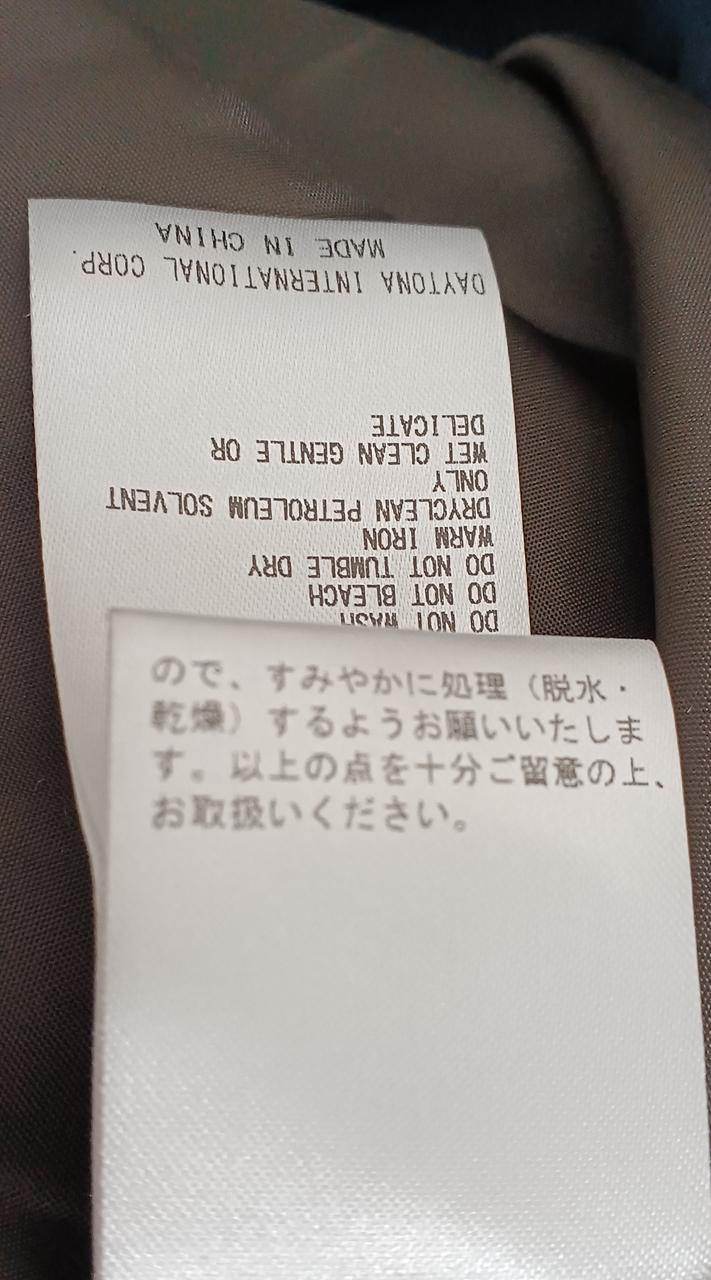 DO NOT WASH
DO NOT BLEACH
DO NOT TUMBLE DRY
WARM IRON
DRYCLEAN PETROLEUM SOLVENT
ONLY
WET CLEAN GENTLE OR
DELICATE
DAYTONA INTERNATIONAL CORP.
MADE IN CHINA
ので、すみやかに処理（脱水・
乾燥）するようお願いいたしま
す。以上の点を十分ご留意の上、
お取扱いください。